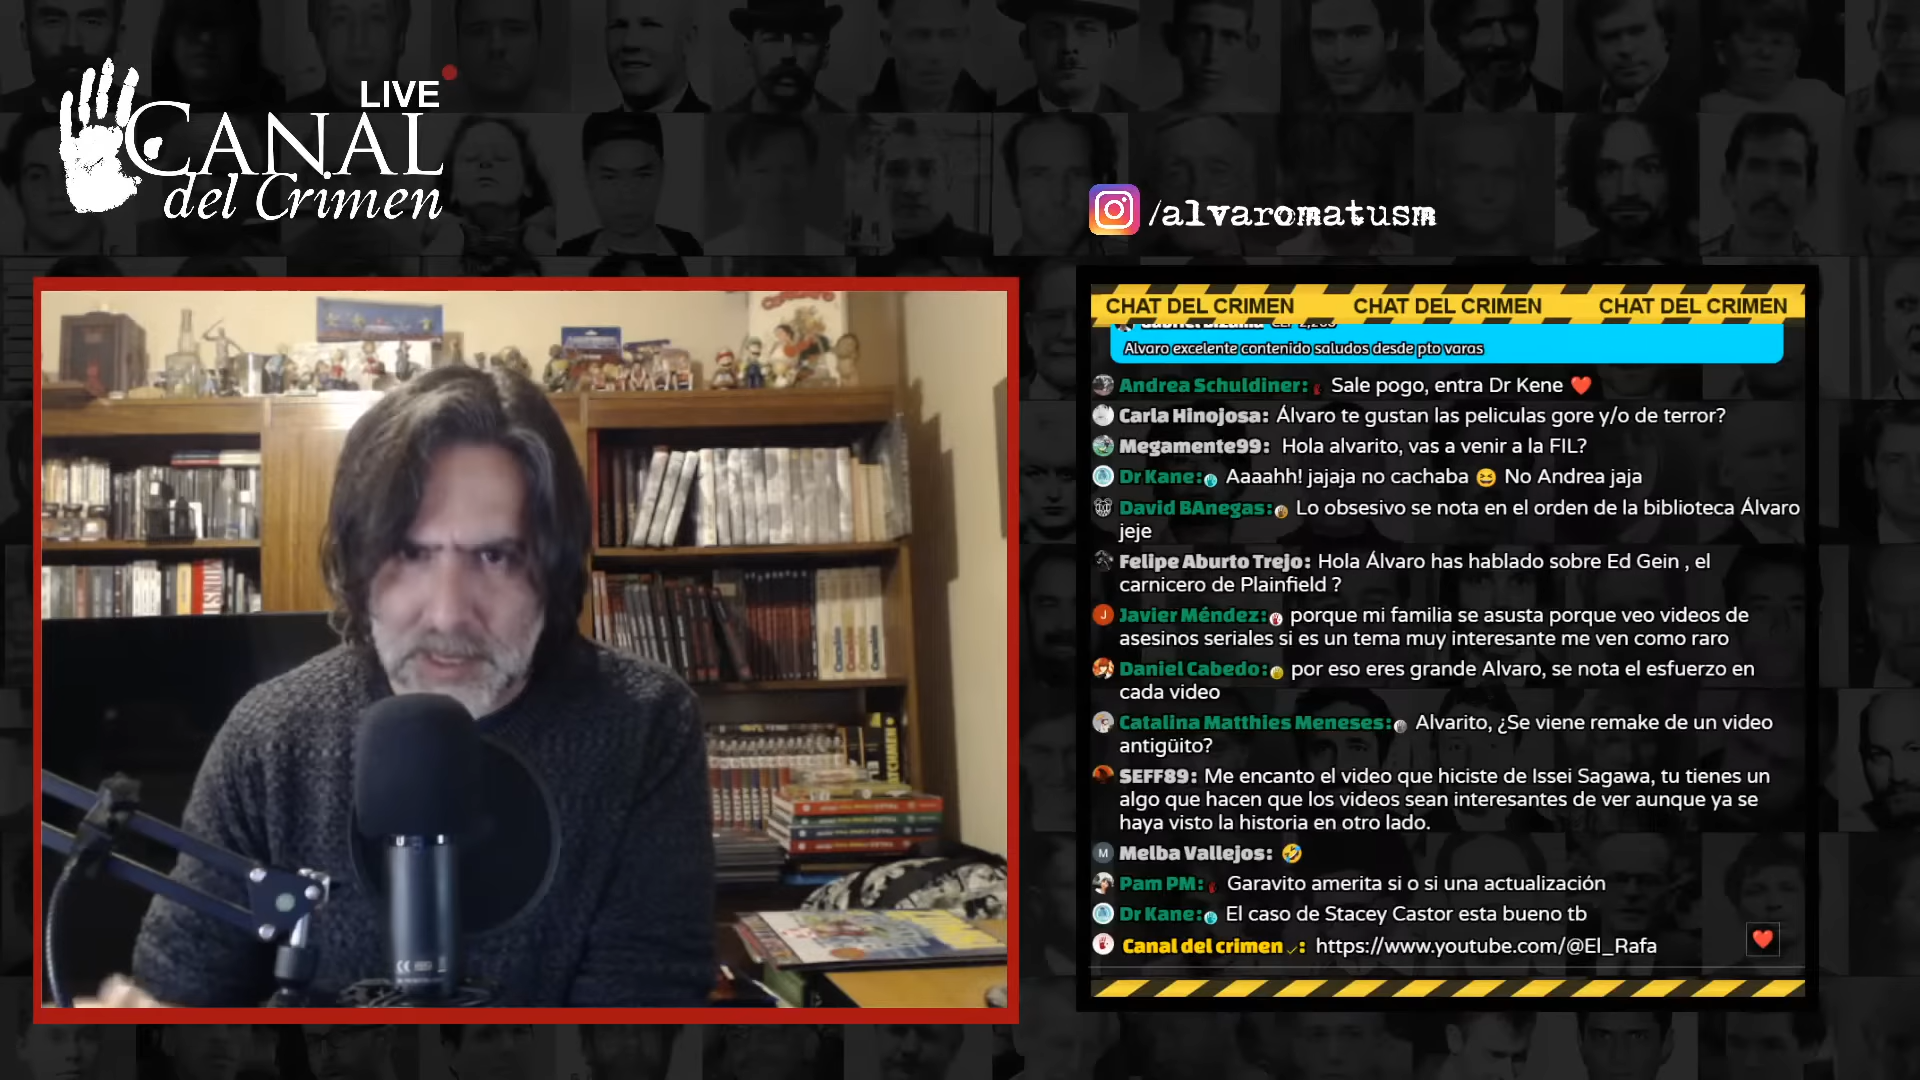 LIVE
CANAL
del Crimen
/alvaromatusm
CHAT DEL CRIMEN CHAT DEL CRIMEN CHAT DEL CRIMEN
Alvaro excelente contenido saludos desde pto varas
Andrea Schuldiner: Sale pogo, entra Dr Kene ❤️
Carla Hinojosa: Álvaro te gustan las peliculas gore y/o de terror?
Megamente99: Hola alvarito, vas a venir a la FIL?
Dr Kane: Aaaahh! jajaja no cachaba 😆 No Andrea jaja
David BAnegas: Lo obsesivo se nota en el orden de la biblioteca Álvaro
jeje
Felipe Aburto Trejo: Hola Álvaro has hablado sobre Ed Gein , el
carnicero de Plainfield ?
J Javier Méndez: porque mi familia se asusta porque veo videos de
asesinos seriales si es un tema muy interesante me ven como raro
Daniel Cabedo: por eso eres grande Alvaro, se nota el esfuerzo en
cada video
Catalina Matthies Meneses: Alvarito, ¿Se viene remake de un video
antigüito?
SEFF89: Me encanto el video que hiciste de Issei Sagawa, tu tienes un
algo que hacen que los videos sean interesantes de ver aunque ya se
haya visto la historia en otro lado.
M Melba Vallejos: 🤣
Pam PM: Garavito amerita si o si una actualización
Dr Kane: El caso de Stacey Castor esta bueno tb
Canal del crimen ✓: https://www.youtube.com/@El_Rafa